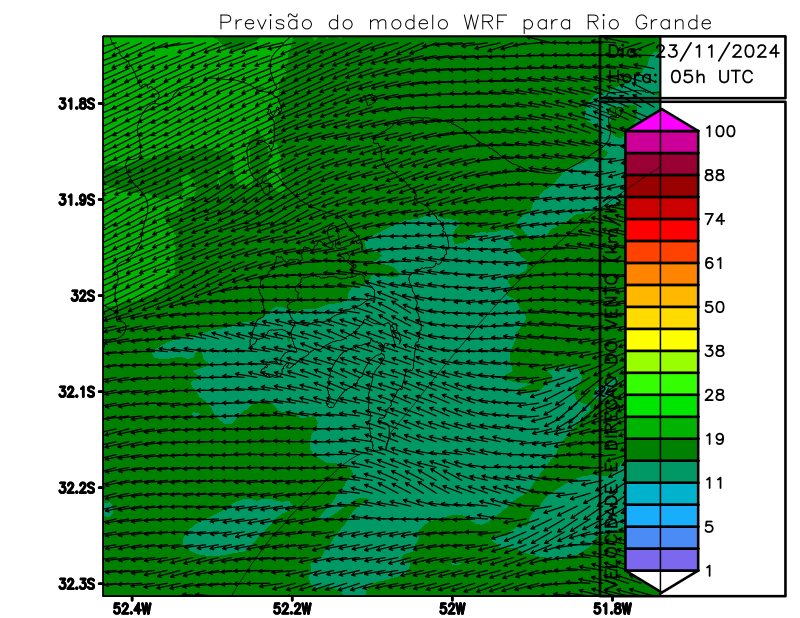 Previsão do modelo WRF para Rio Grande
Dia: 23/11/2024
Hora: 05h UTC
VELOCIDADE E DIREÇÃO DO VENTO (km/h)
100
88
74
61
50
38
28
19
11
5
1
31.8S
31.9S
32S
32.1S
32.2S
32.3S
52.4W
52.2W
52W
51.8W